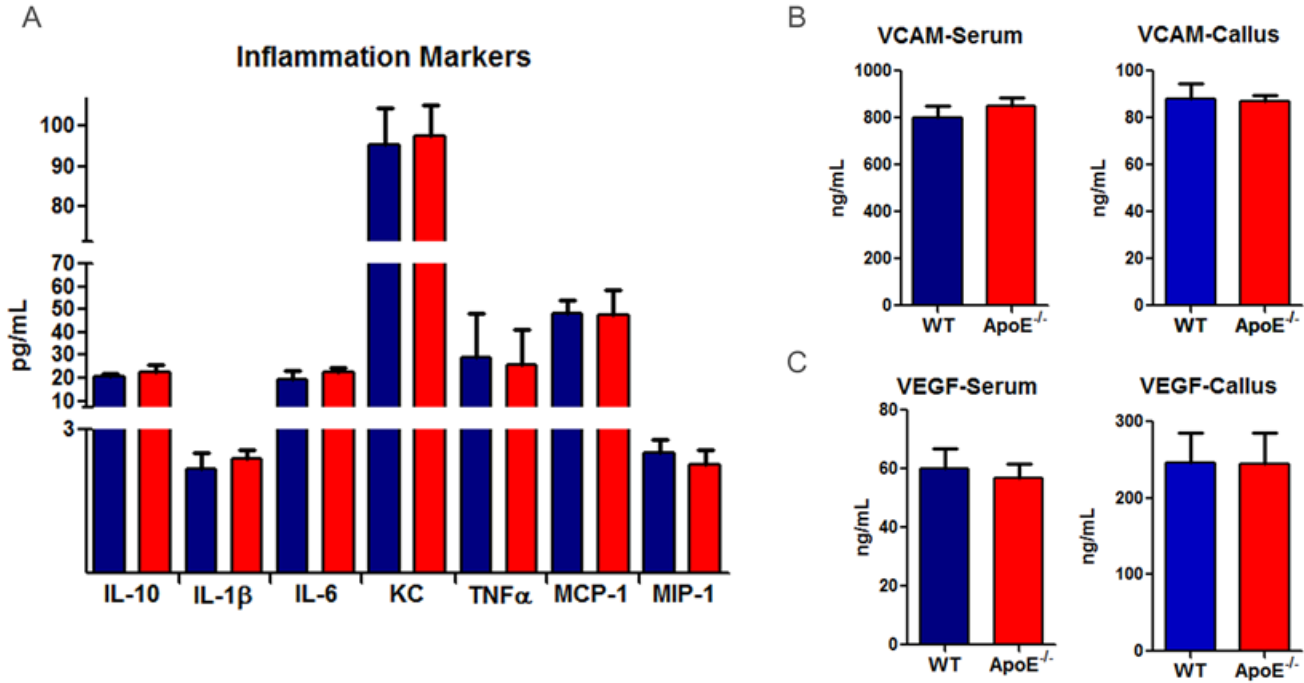 A
Inflammation Markers
pg/mL
100
90
80
70
60
50
40
30
20
10
3
IL-10 IL-1β IL-6 KC TNFα MCP-1 MIP-1
B
VCAM-Serum
ng/mL
1000
800
600
400
200
0
WT ApoE-/-
VCAM-Callus
ng/mL
100
80
60
40
20
0
WT ApoE-/-
C
VEGF-Serum
ng/mL
80
60
40
20
0
WT ApoE-/-
VEGF-Callus
ng/mL
300
200
100
0
WT ApoE-/-